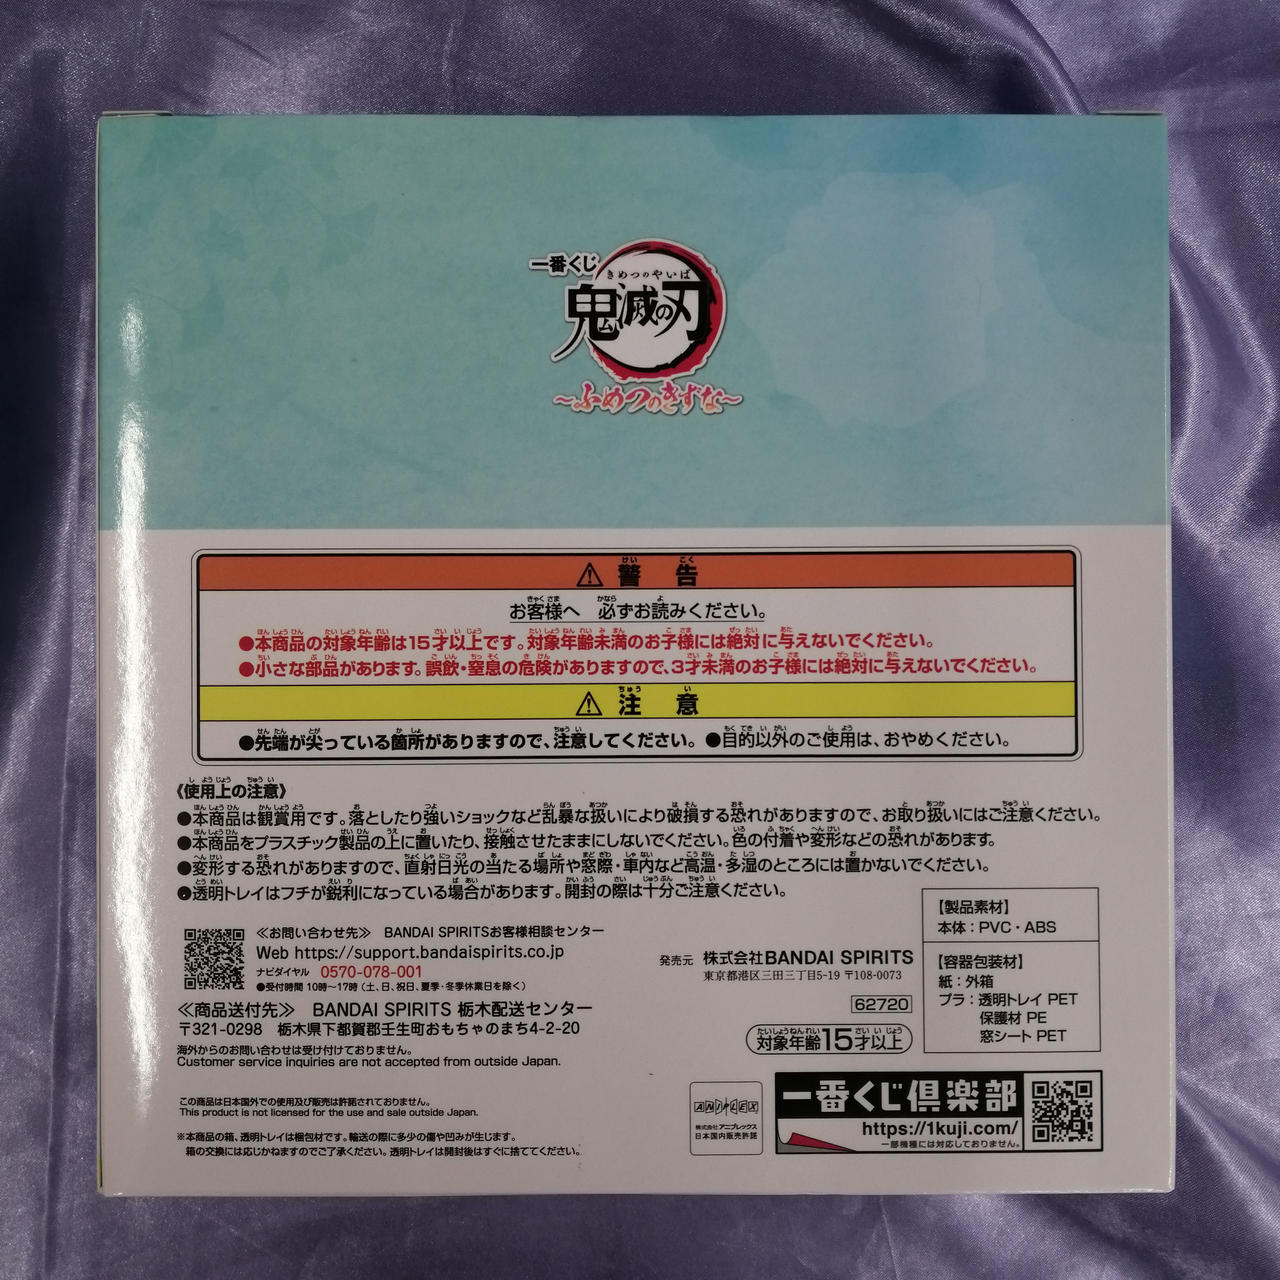 一番くじ
きめつのやいば
鬼滅の刃
～ふめつのきずな～
⚠ 警告
お客様へ 必ずお読みください。
●本商品の対象年齢は15才以上です。対象年齢未満のお子様には絶対に与えないでください。
●小さな部品があります。誤飲・窒息の危険がありますので、3才未満のお子様には絶対に与えないでください。
⚠ 注意
●先端が尖っている箇所がありますので、注意してください。 ●目的以外のご使用は、おやめください。
《使用上の注意》
●本商品は観賞用です。落としたり強いショックなど乱暴な扱いにより破損する恐れがありますので、お取り扱いにはご注意ください。
●本商品をプラスチック製品の上に置いたり、接触させたままにしないでください。色の付着や変形などの恐れがあります。
●変形する恐れがありますので、直射日光の当たる場所や窓際・車内など高温・多湿のところには置かないでください。
●透明トレイはフチが鋭利になっている場合があります。開封の際は十分ご注意ください。
≪お問い合わせ先≫ BANDAI SPIRITSお客様相談センター
Web https://support.bandaispirits.co.jp
ナビダイヤル 0570-078-001
●受付時間 10時～17時 (土、日、祝日、夏季・冬季休業日を除く)
≪商品送付先≫ BANDAI SPIRITS 栃木配送センター
〒321-0298 栃木県下都賀郡壬生町おもちゃのまち4-2-20
海外からのお問い合わせは受け付けておりません。
Customer service inquiries are not accepted from outside Japan.
この商品は日本国外での使用及び販売は許諾されておりません。
This product is not licensed for the use and sale outside Japan.
※本商品の箱、透明トレイは梱包材です。輸送の際に多少の傷や凹みが生じます。
箱の交換には応じかねますのでご了承ください。透明トレイは開封後はすぐに捨ててください。
発売元 株式会社BANDAI SPIRITS
東京都港区三田三丁目5-19 〒108-0073
62720
対象年齢15才以上
【製品素材】
本体：PVC・ABS
【容器包装材】
紙：外箱
プラ：透明トレイ PET
保護材 PE
窓シート PET
ANIPLEX
株式会社 アニプレックス
日本国内販売許諾
一番くじ倶楽部
https://1kuji.com/
一部機種には対応しておりません。